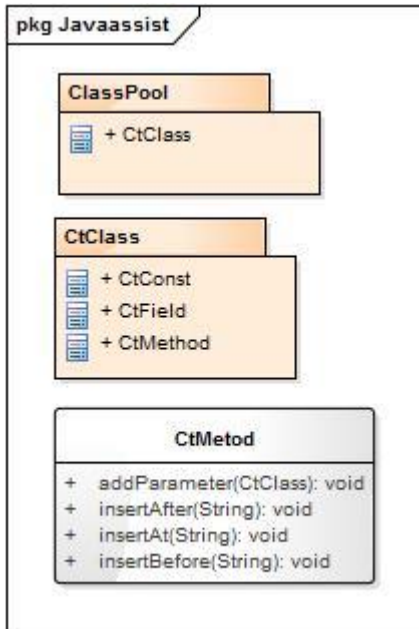 pkg Javaassist
ClassPool
+ CtClass
CtClass
+ CtConst
+ CtField
+ CtMethod
CtMetod
+ addParameter(CtClass): void
+ insertAfter(String): void
+ insertAt(String): void
+ insertBefore(String): void